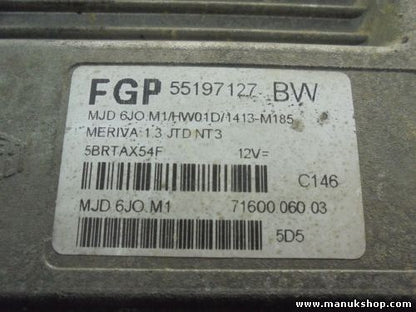 FGP 55197127 BW
MJD 6JO.M1/HW01D/1413-M185
MERIVA 1.3 JTD NT3
5BRTAX54F 12V=
C146
MJD 6JO.M1 71600.060.03
5D5
www.manukshop.com